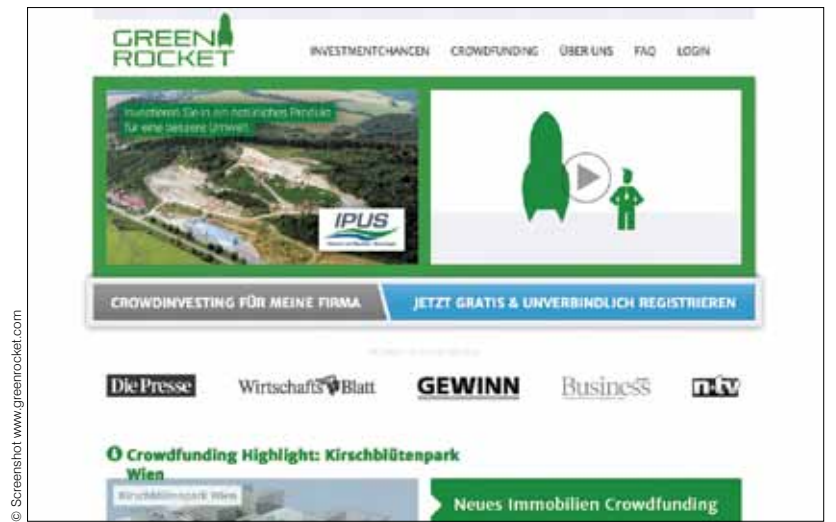 GREEN
ROCKET
INVESTMENTCHANCEN CROWDFUNDING ÜBER UNS FAQ LOGIN
Investieren Sie in ein natürliches Produkt
für eine bessere Umwelt.
IPUS
CROWDINVESTING FÜR MEINE FIRMA
JETZT GRATIS & UNVERBINDLICH REGISTRIEREN
Die Presse WirtschaftsBlatt GEWINN Business n-tv
Crowdfunding Highlight: Kirschblütenpark
Wien
Kirschblütenpark Wien
Neues Immobilien Crowdfunding
© Screenshot www.greenrocket.com